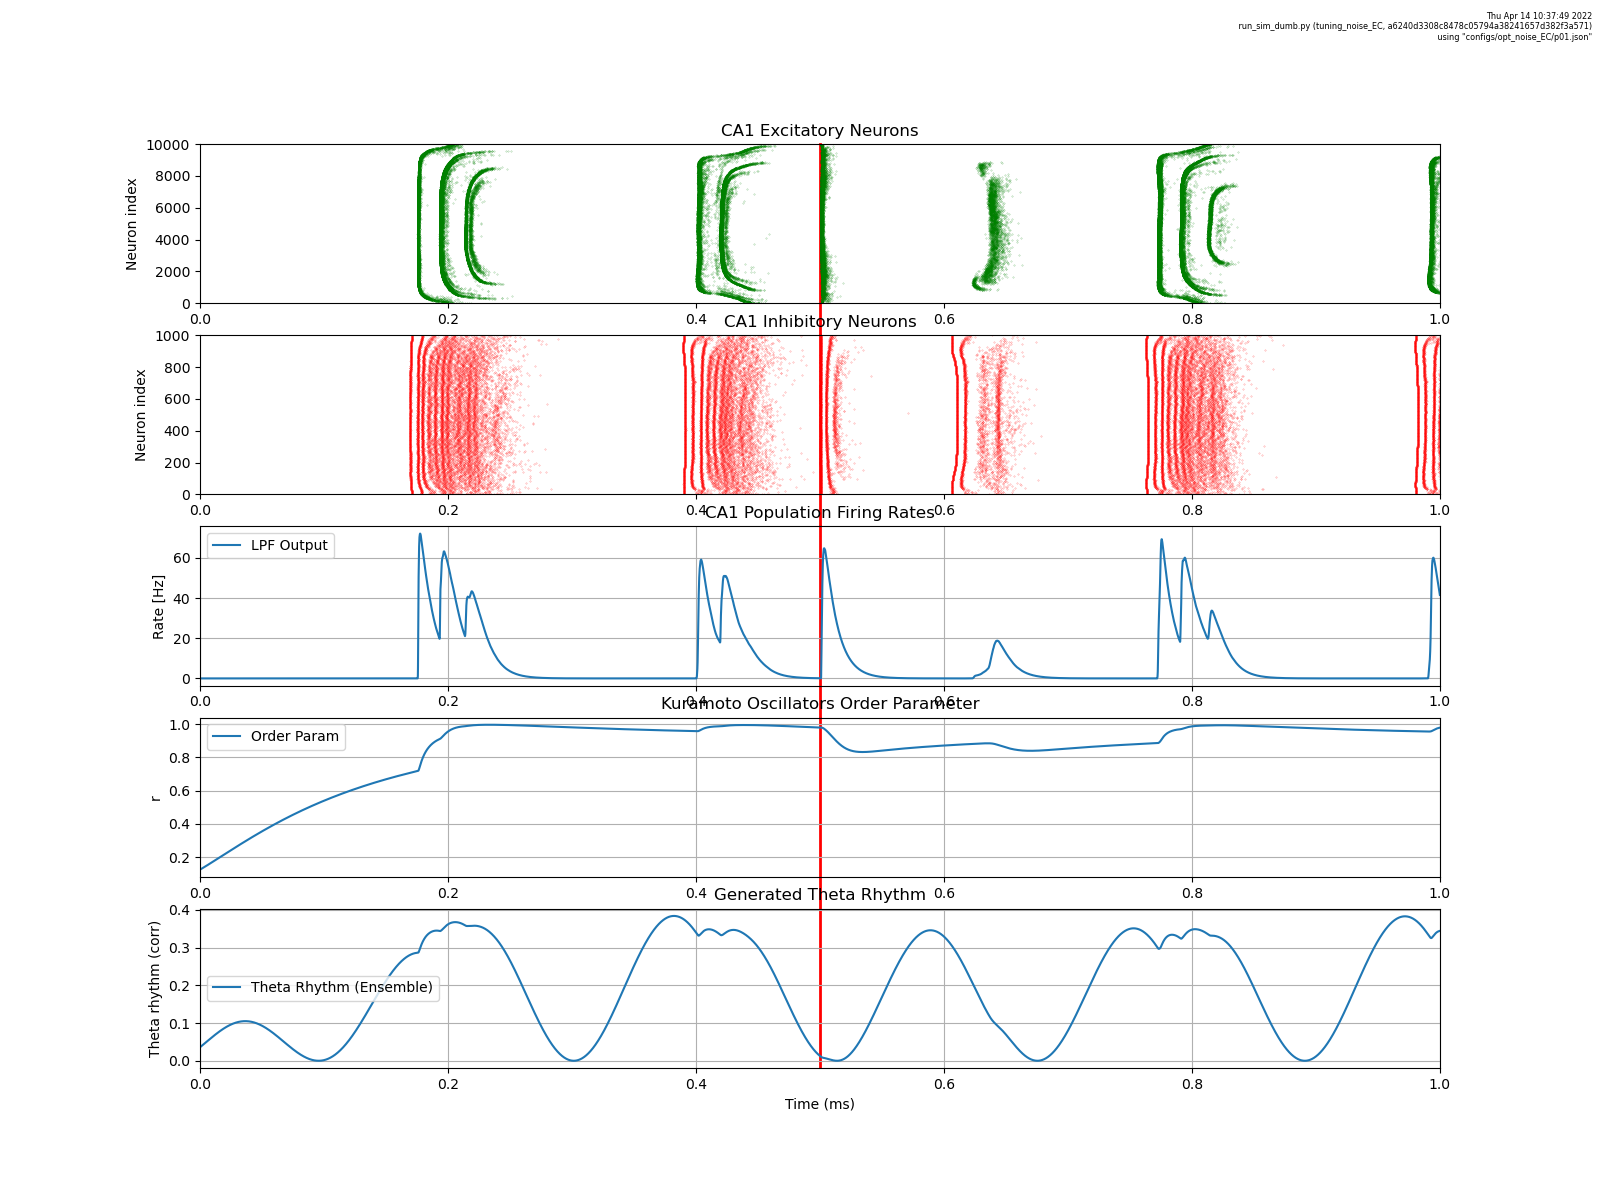 Thu Apr 14 10:37:49 2022
run_sim_dumb.py (tuning_noise_EC, a6240d3308c8478c05794a38241657d382f3a571)
using "configs/opt_noise_EC/p01.json"
CA1 Excitatory Neurons
Neuron index
10000
8000
6000
4000
2000
0
0.0 0.2 0.4 0.6 0.8 1.0
CA1 Inhibitory Neurons
Neuron index
1000
800
600
400
200
0
0.0 0.2 0.4 0.6 0.8 1.0
CA1 Population Firing Rates
Rate [Hz]
LPF Output
60
40
20
0
0.0 0.2 0.4 0.6 0.8 1.0
Kuramoto Oscillators Order Parameter
r
Order Param
1.0
0.8
0.6
0.4
0.2
0.0 0.2 0.4 0.6 0.8 1.0
Generated Theta Rhythm
Theta rhythm (corr)
Theta Rhythm (Ensemble)
0.4
0.3
0.2
0.1
0.0
0.0 0.2 0.4 0.6 0.8 1.0
Time (ms)